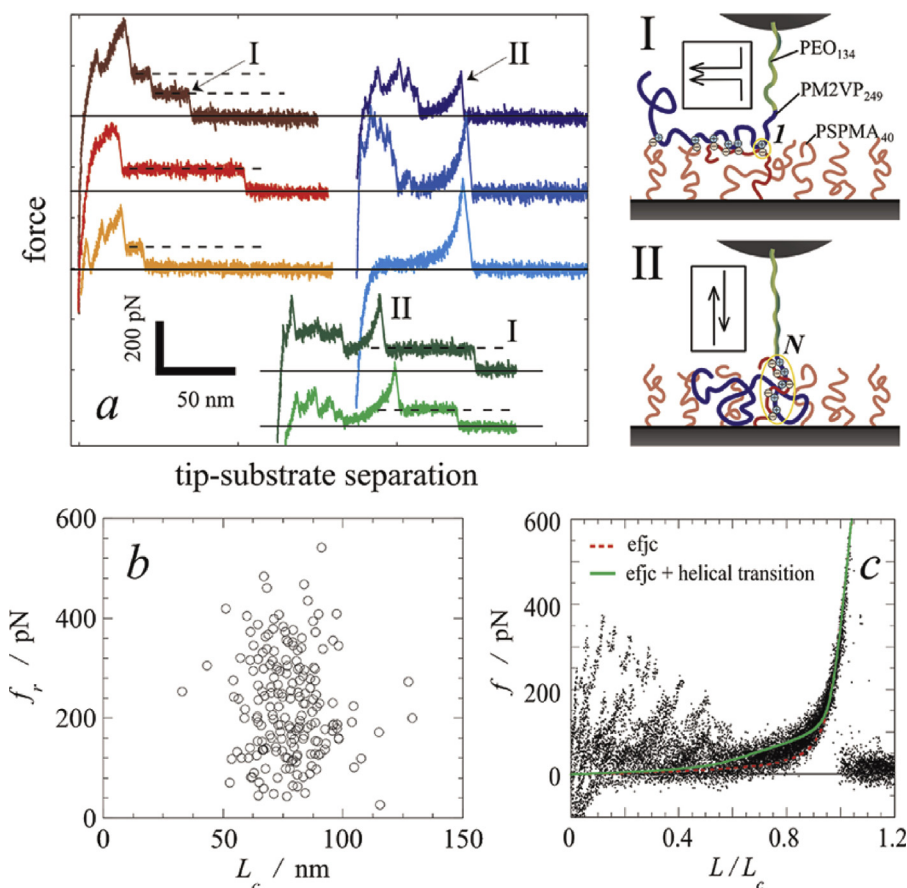 I
II
force
200 pN
50 nm
a
II
I
tip-substrate separation
I
PEO134
PM2VP249
1
PSPMA40
II
N
b
600
400
200
0
fr / pN
0 50 100 150
L / nm
c
efjc
efjc + helical transition
600
400
200
0
f / pN
0 0.4 0.8 1.2
L/L